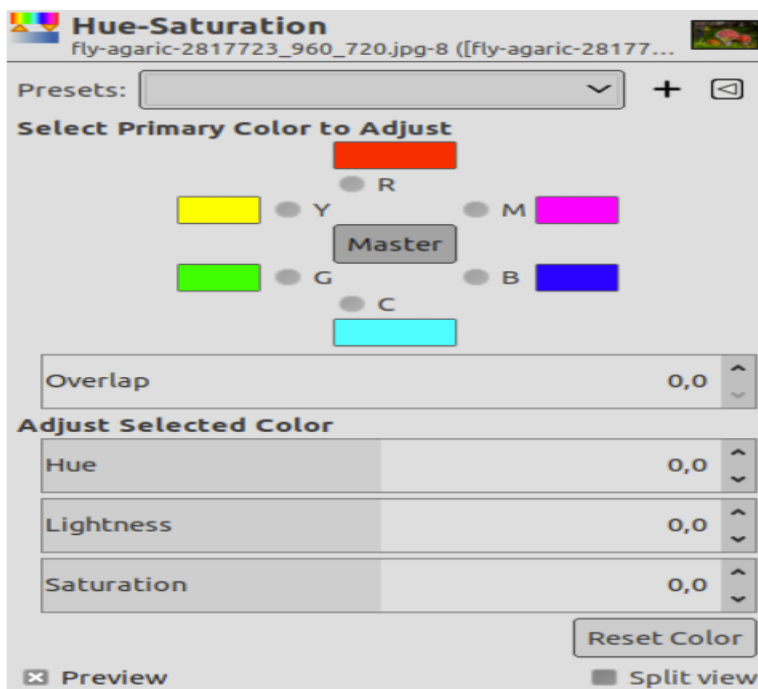 Hue-Saturation
fly-agaric-2817723_960_720.jpg-8 ([fly-agaric-28177...
Presets:
Select Primary Color to Adjust
R
Y M
Master
G B
C
Overlap 0,0
Adjust Selected Color
Hue 0,0
Lightness 0,0
Saturation 0,0
Reset Color
Preview Split view